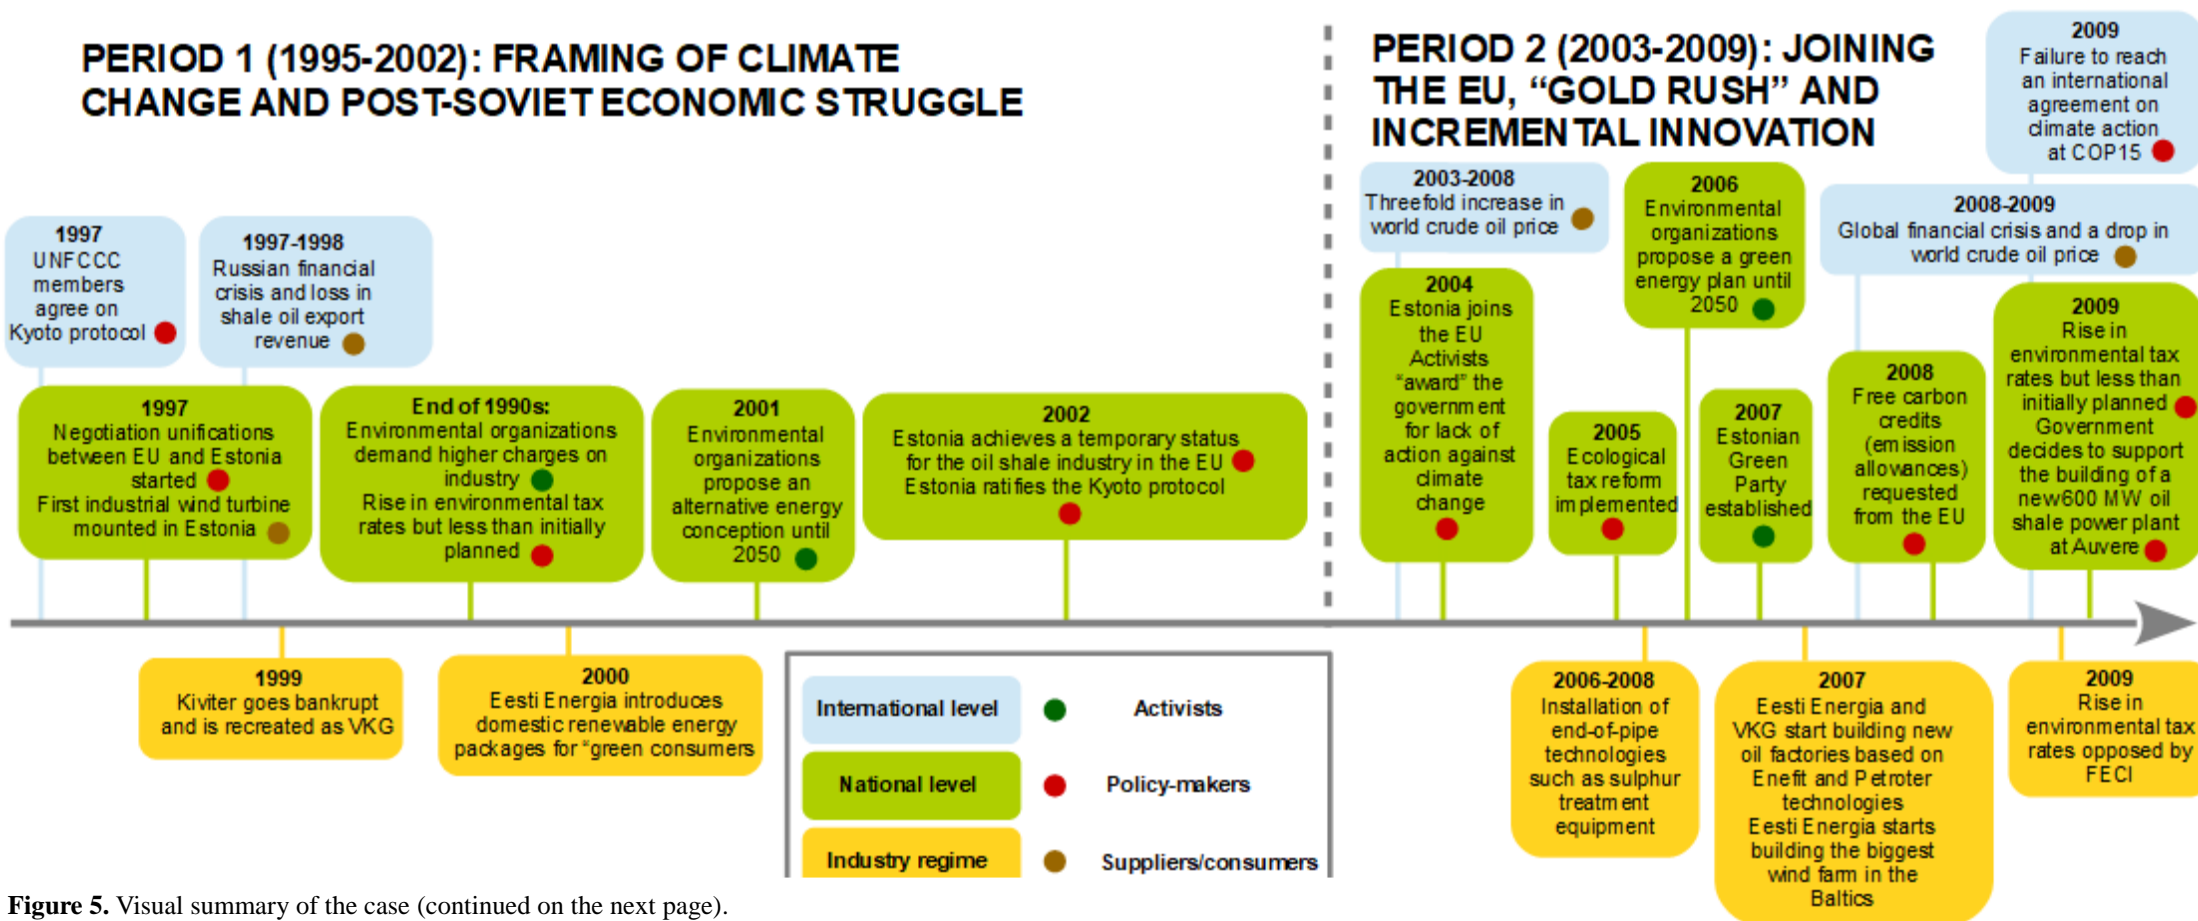 PERIOD 1 (1995-2002): FRAMING OF CLIMATE
CHANGE AND POST-SOVIET ECONOMIC STRUGGLE
PERIOD 2 (2003-2009): JOINING
THE EU, “GOLD RUSH” AND
INCREMENTAL INNOVATION
1997
UNFCCC
members
agree on
Kyoto protocol
1997-1998
Russian financial
crisis and loss in
shale oil export
revenue
2003-2008
Threefold increase in
world crude oil price
2009
Failure to reach
an international
agreement on
climate action
at COP15
2008-2009
Global financial crisis and a drop in
world crude oil price
1997
Negotiation unifications
between EU and Estonia
started
First industrial wind turbine
mounted in Estonia
End of 1990s:
Environmental organizations
demand higher charges on
industry
Rise in environmental tax
rates but less than initially
planned
2001
Environmental
organizations
propose an
alternative energy
conception until
2050
2002
Estonia achieves a temporary status
for the oil shale industry in the EU
Estonia ratifies the Kyoto protocol
2004
Estonia joins
the EU
Activists
“award” the
government
for lack of
action against
climate
change
2005
Ecological
tax reform
implemented
2006
Environmental
organizations
propose a green
energy plan until
2050
2007
Estonian
Green
Party
established
2008
Free carbon
credits
(emission
allowances)
requested
from the EU
2009
Rise in
environmental tax
rates but less than
initially planned
Government
decides to support
the building of a
new600 MW oil
shale power plant
at Auvere
1999
Kiviter goes bankrupt
and is recreated as VKG
2000
Eesti Energia introduces
domestic renewable energy
packages for “green consumers
2006-2008
Installation of
end-of-pipe
technologies
such as sulphur
treatment
equipment
2007
Eesti Energia and
VKG start building new
oil factories based on
Enefit and Petroter
technologies
Eesti Energia starts
building the biggest
wind farm in the
Baltics
2009
Rise in
environmental tax
rates opposed by
FECI
International level
Activists
National level
Policy-makers
Industry regime
Suppliers/consumers
Figure 5. Visual summary of the case (continued on the next page).